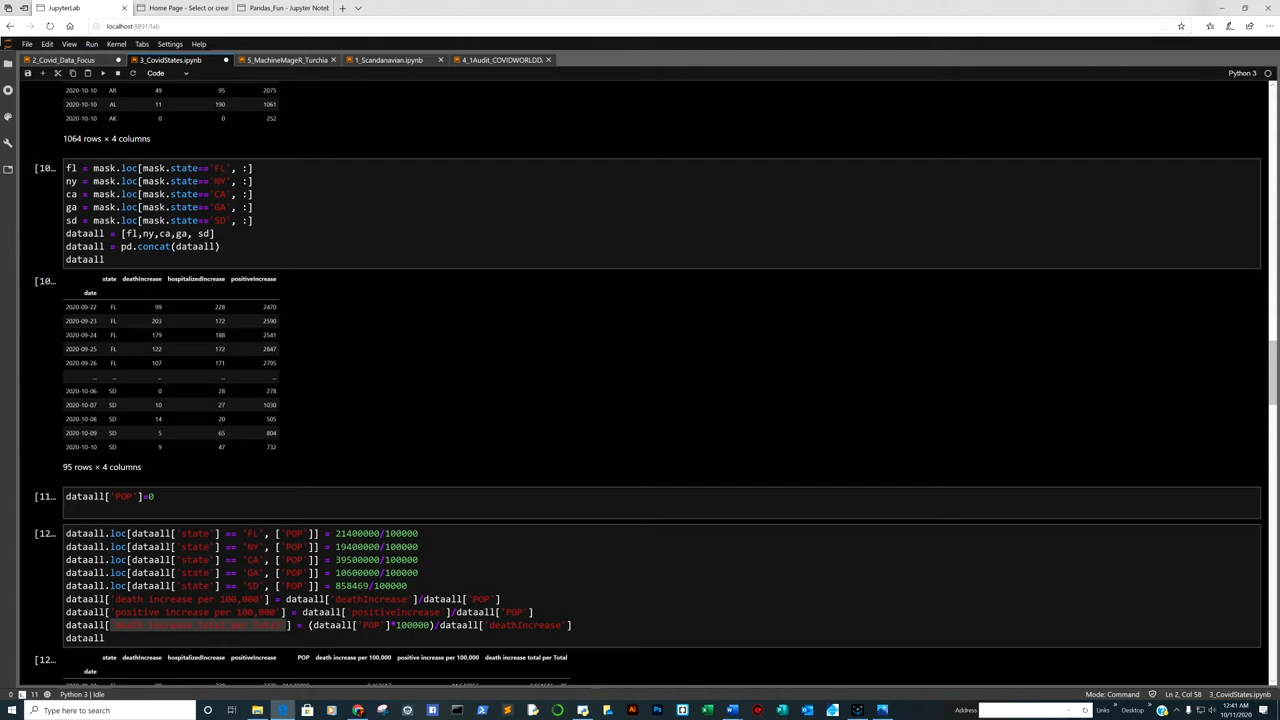 JupyterLab
Home Page - Select or crea
Pandas_Fun - Jupyter Notel
localhost:8891/lab
File Edit View Run Kernel Tabs Settings Help
2_Covid_Data_Focus
3_CovidStates.ipynb
5_MachineMageR_Turchia
1_Scandanavian.ipynb
4_1Audit_COVIDWORLDD
Code
Python 3
2020-10-10 AR 49 95 2075
2020-10-10 AL 11 190 1061
2020-10-10 AK 0 0 252
1064 rows × 4 columns
[10...
fl = mask.loc[mask.state=='FL', :]
ny = mask.loc[mask.state=='NY', :]
ca = mask.loc[mask.state=='CA', :]
ga = mask.loc[mask.state=='GA', :]
sd = mask.loc[mask.state=='SD', :]
dataall = [fl,ny,ca,ga, sd]
dataall = pd.concat(dataall)
dataall
[10...
state deathIncrease hospitalizedIncrease positiveIncrease
date
2020-09-22 FL 99 228 2470
2020-09-23 FL 203 172 2590
2020-09-24 FL 179 188 2541
2020-09-25 FL 122 172 2847
2020-09-26 FL 107 171 2795
... ... ... ... ...
2020-10-06 SD 0 28 278
2020-10-07 SD 10 27 1030
2020-10-08 SD 14 20 505
2020-10-09 SD 5 65 804
2020-10-10 SD 9 47 732
95 rows × 4 columns
[11...
dataall['POP']=0
[12...
dataall.loc[dataall['state'] == 'FL', ['POP']] = 21400000/100000
dataall.loc[dataall['state'] == 'NY', ['POP']] = 19400000/100000
dataall.loc[dataall['state'] == 'CA', ['POP']] = 39500000/100000
dataall.loc[dataall['state'] == 'GA', ['POP']] = 10600000/100000
dataall.loc[dataall['state'] == 'SD', ['POP']] = 858469/100000
dataall['death increase per 100,000'] = dataall['deathIncrease']/dataall['POP']
dataall['positive increase per 100,000'] = dataall['positiveIncrease']/dataall['POP']
dataall['death increase total per Total'] = (dataall['POP']*100000)/dataall['deathIncrease']
dataall
[12...
state deathIncrease hospitalizedIncrease positiveIncrease POP death increase per 100,000 positive increase per 100,000 death increase total per Total
date
0 11 Python 3 | Idle
Mode: Command
Ln 2, Col 58
3_CovidStates.ipynb
Type here to search
Address
Links
Desktop
12:41 AM
10/11/2020